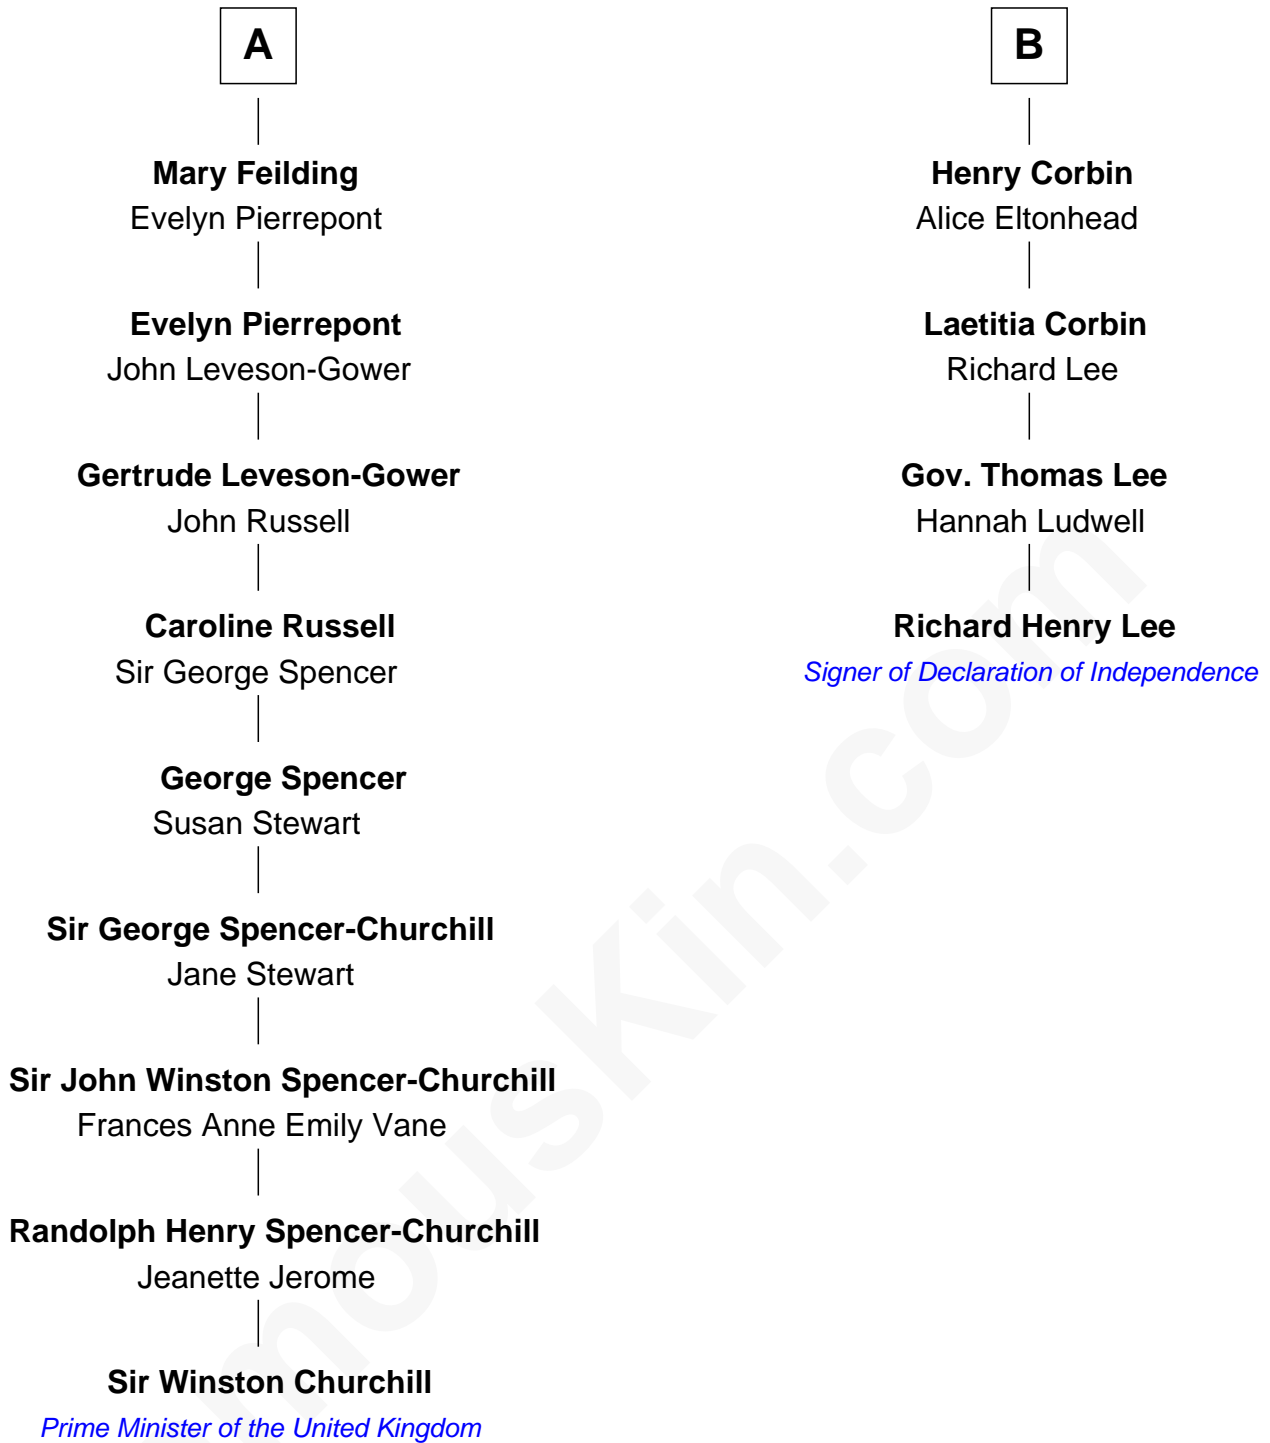 A
Mary Feilding
Evelyn Pierrepont
Evelyn Pierrepont
John Leveson-Gower
Gertrude Leveson-Gower
John Russell
Caroline Russell
Sir George Spencer
George Spencer
Susan Stewart
Sir George Spencer-Churchill
Jane Stewart
Sir John Winston Spencer-Churchill
Frances Anne Emily Vane
Randolph Henry Spencer-Churchill
Jeanette Jerome
Sir Winston Churchill
Prime Minister of the United Kingdom
B
Henry Corbin
Alice Eltonhead
Laetitia Corbin
Richard Lee
Gov. Thomas Lee
Hannah Ludwell
Richard Henry Lee
Signer of Declaration of Independence
mousKin.com